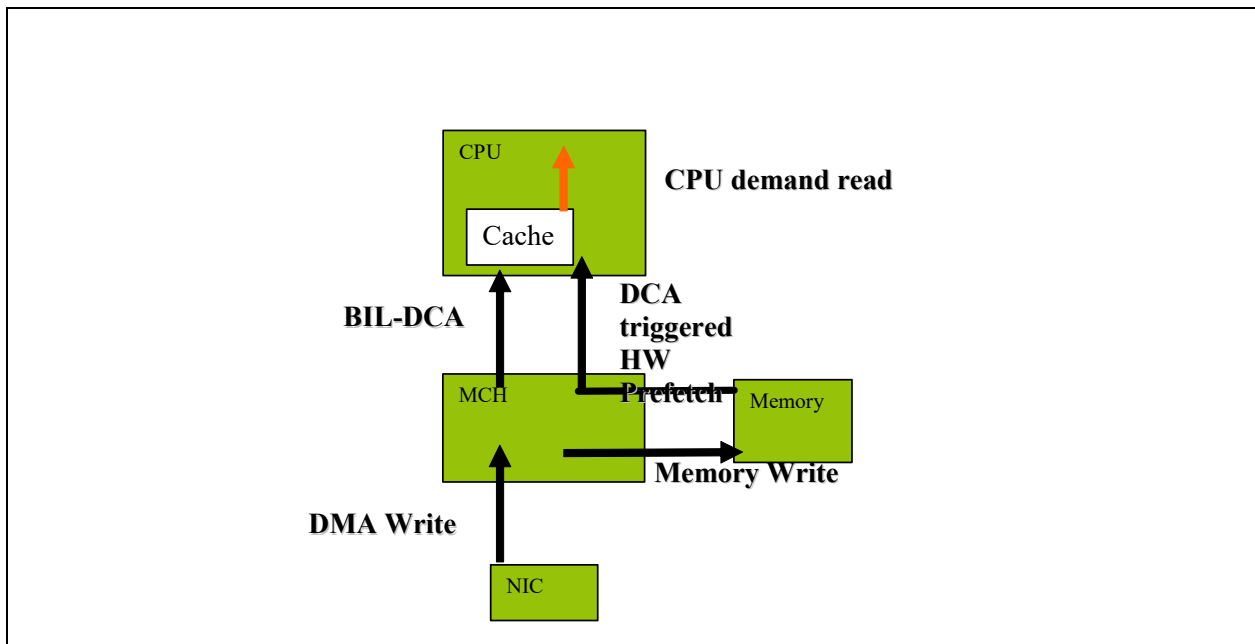 CPU
CPU demand read
Cache
BIL-DCA
DCA
triggered
HW
Prefetch
MCH
Memory
Memory Write
DMA Write
NIC